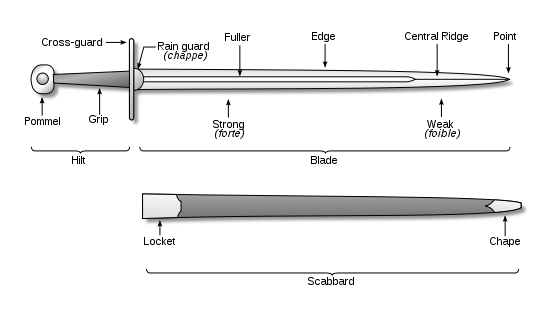 Cross-guard
Rain guard
(chappe)
Fuller
Edge
Central Ridge
Point
Pommel
Grip
Strong
(forte)
Weak
(foible)
Hilt
Blade
Locket
Chape
Scabbard